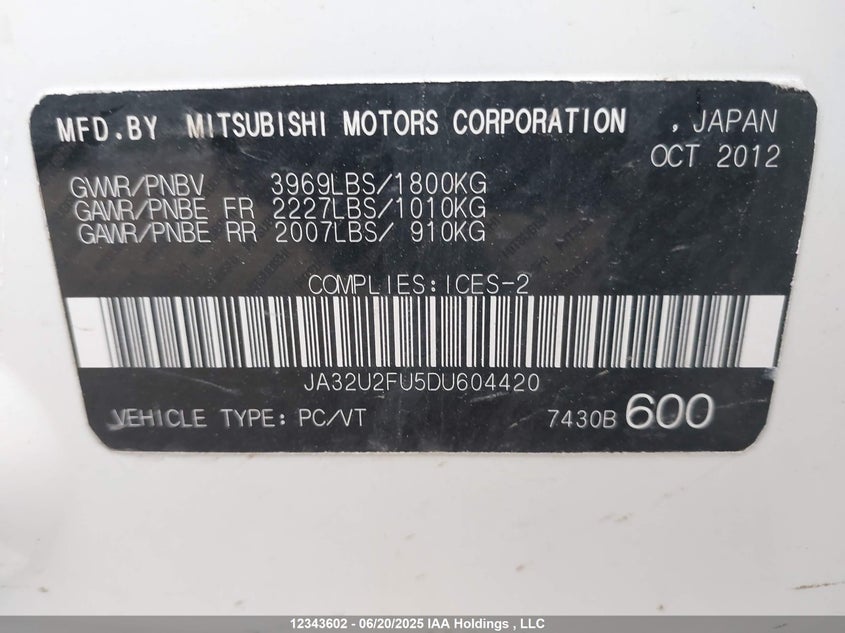 MFD.BY MITSUBISHI MOTORS CORPORATION , JAPAN
OCT 2012
GVWR/PNBV 3969LBS/1800KG
GAWR/PNBE FR 2227LBS/1010KG
GAWR/PNBE RR 2007LBS/ 910KG
COMPLIES:ICES-2
JA32U2FU5DU604420
VEHICLE TYPE: PC/VT 7430B 600
12343602 - 06/20/2025 IAA Holdings , LLC